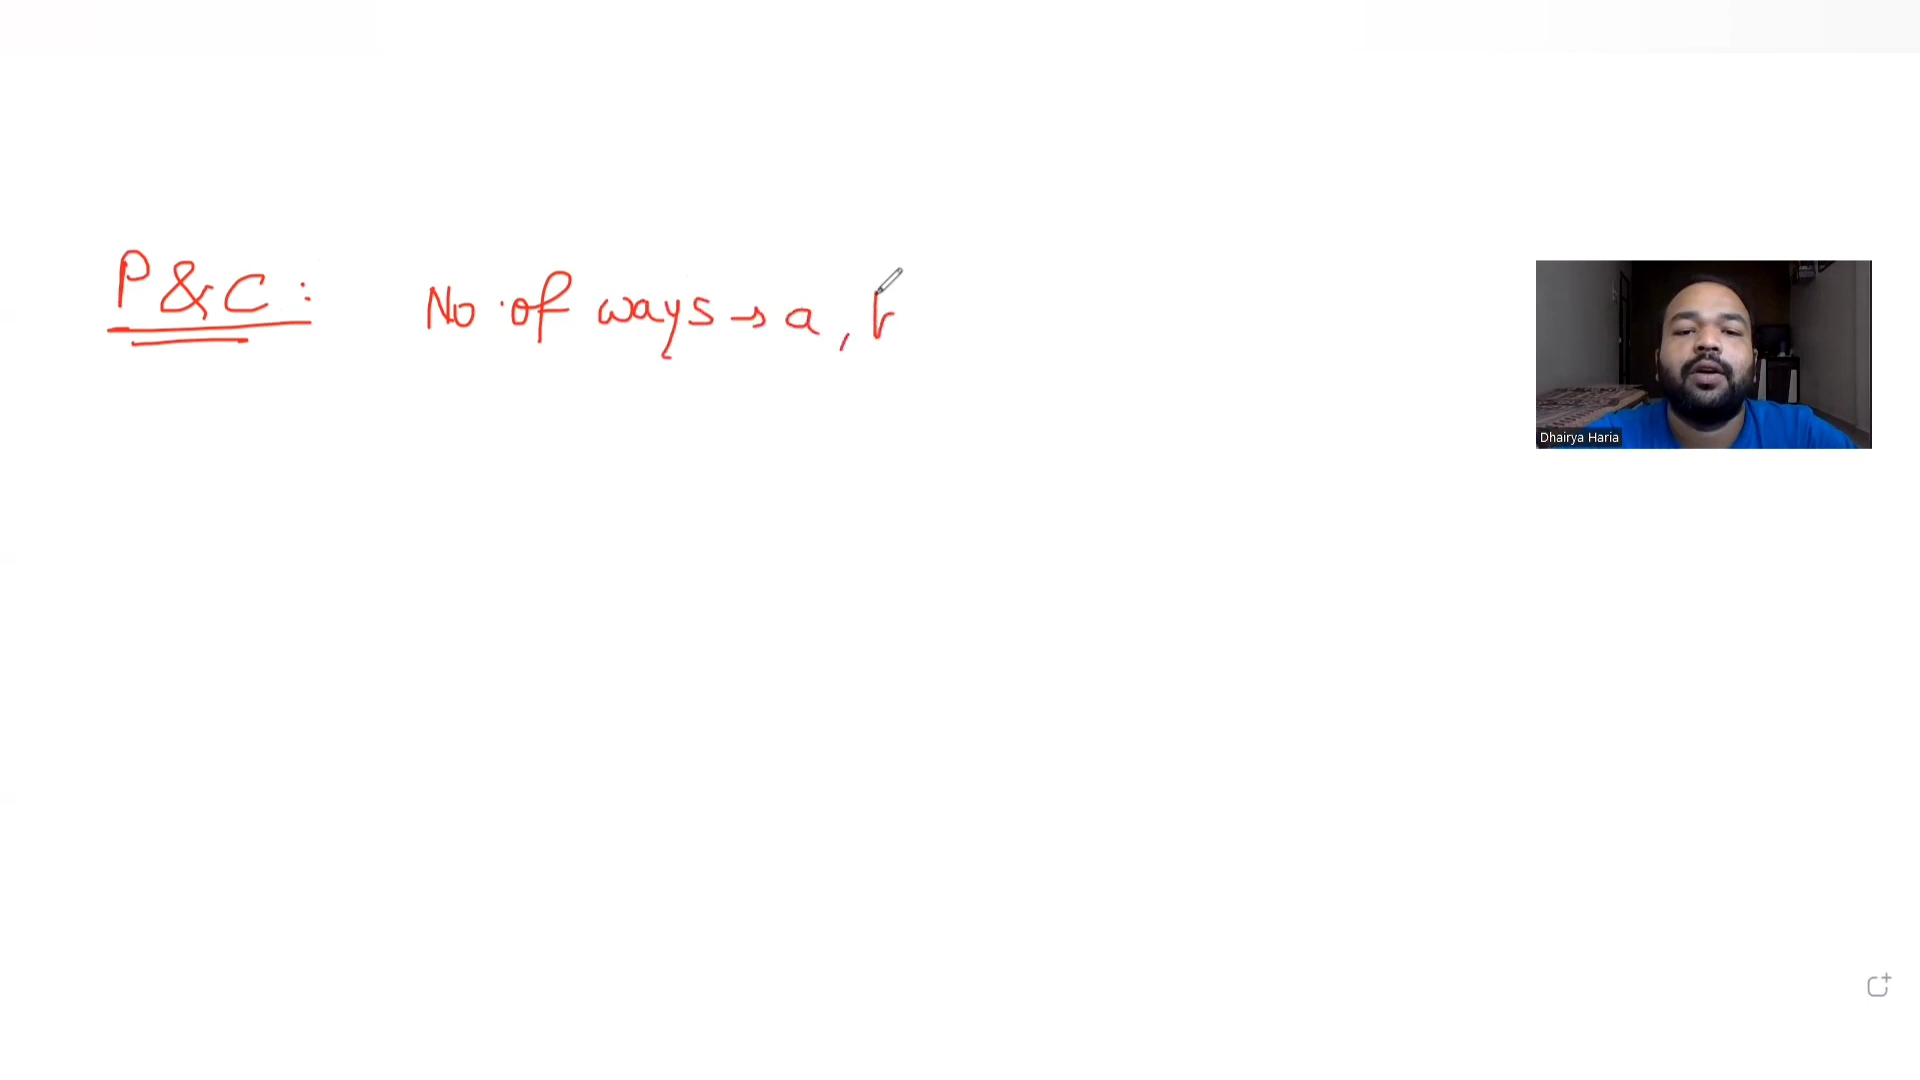 P & C :
No. of ways → a ,
Dhairya Haria